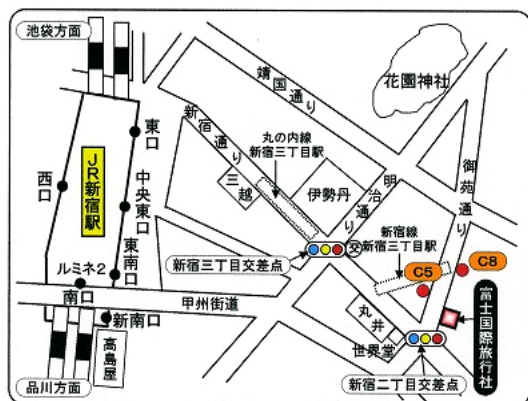 池袋方面
靖国通り
花園神社
新宿通り
丸の内線
新宿三丁目駅
東口
JR新宿駅
中央東口
西口
三越
伊勢丹
明治通り
御苑通り
新宿線
新宿三丁目駅
交
C5
C8
東南口
ルミネ2
南口
新宿三丁目交差点
甲州街道
丸井
世界堂
富士国際旅行社
新南口
高島屋
品川方面
新宿二丁目交差点